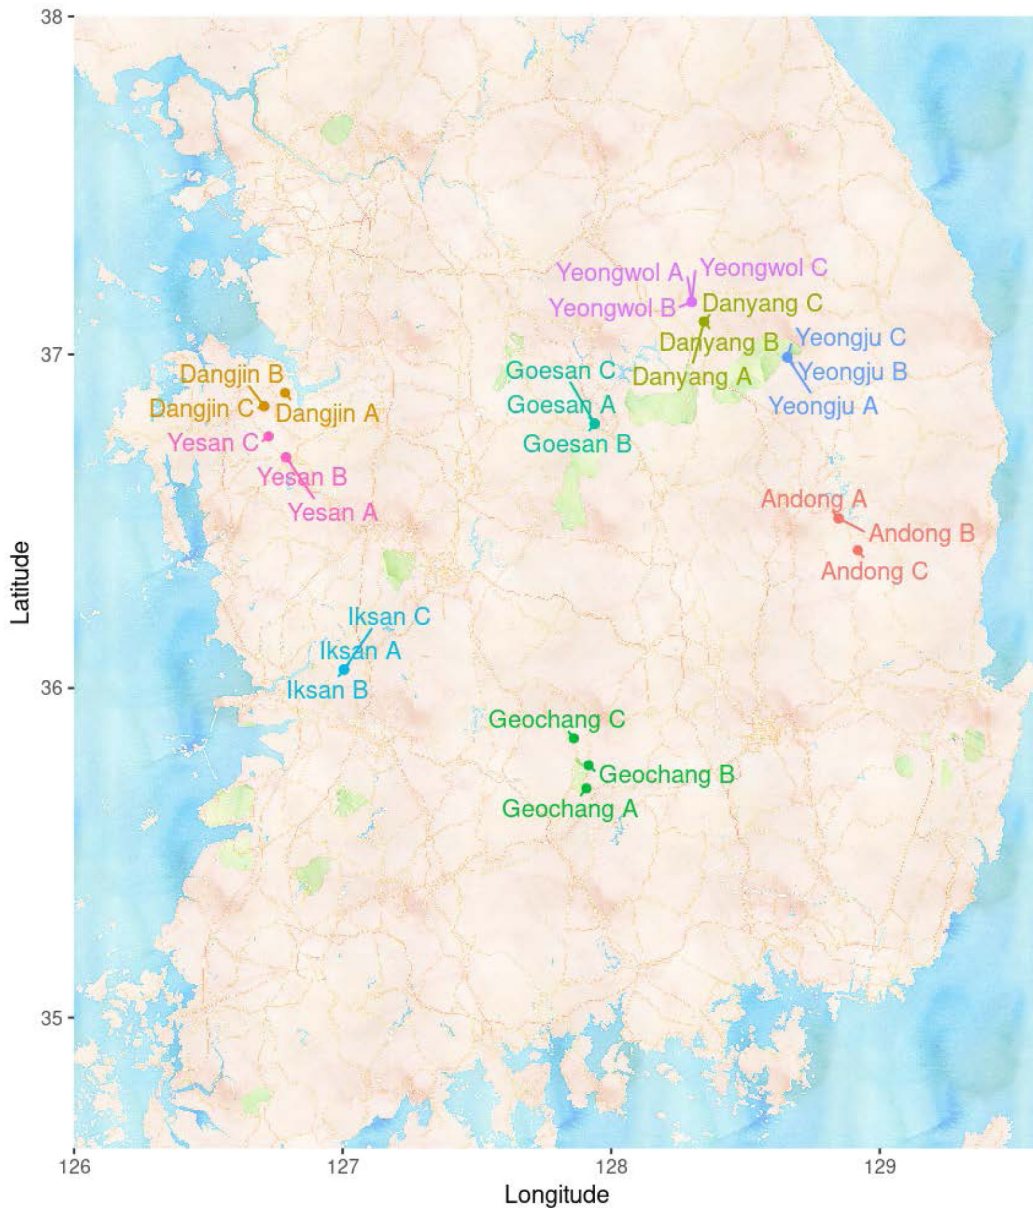 38
37
36
35
126
127
128
129
Latitude
Longitude
Yeongwol A
Yeongwol C
Yeongwol B
Danyang C
Danyang B
Danyang A
Yeongju C
Yeongju B
Yeongju A
Goesan C
Goesan A
Goesan B
Dangjin B
Dangjin C
Dangjin A
Yesan C
Yesan B
Yesan A
Andong A
Andong B
Andong C
Iksan C
Iksan A
Iksan B
Geochang C
Geochang B
Geochang A